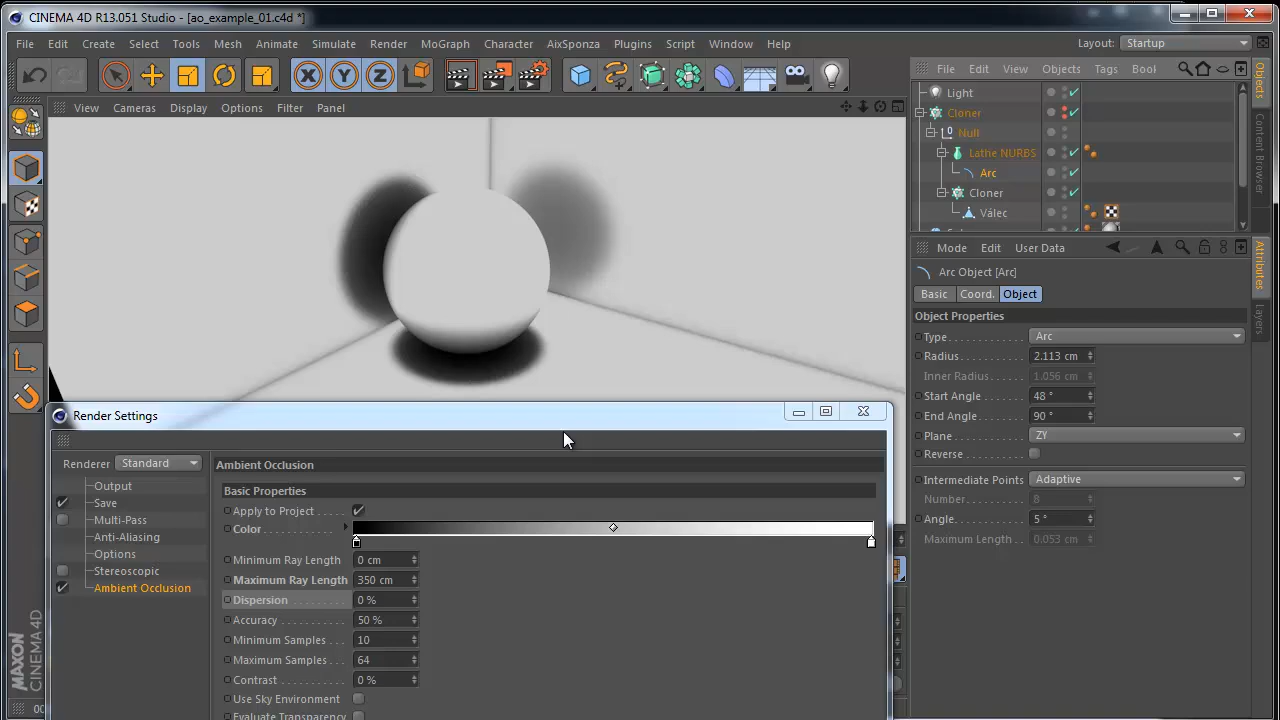 CINEMA 4D R13.051 Studio - [ao_example_01.c4d *]
File Edit Create Select Tools Mesh Animate Simulate Render MoGraph Character AixSponza Plugins Script Window Help Layout: Startup
File Edit View Objects Tags Bool
View Cameras Display Options Filter Panel
Light
Cloner
Null
Lathe NURBS
Arc
Cloner
Válec
Objects
Content Browser
Mode Edit User Data
Attributes
Layers
Arc Object [Arc]
Basic Coord. Object
Object Properties
Type Arc
Radius 2.113 cm
Inner Radius 1.056 cm
Start Angle 48 °
End Angle 90 °
Plane ZY
Reverse
Intermediate Points Adaptive
Number 8
Angle 5 °
Maximum Length 0.053 cm
Render Settings
Renderer Standard
Output
Save
Multi-Pass
Anti-Aliasing
Options
Stereoscopic
Ambient Occlusion
Ambient Occlusion
Basic Properties
Apply to Project
Color
Minimum Ray Length 0 cm
Maximum Ray Length 350 cm
Dispersion 0 %
Accuracy 50 %
Minimum Samples 10
Maximum Samples 64
Contrast 0 %
Use Sky Environment
Evaluate Transparency
MAXON
CINEMA 4D